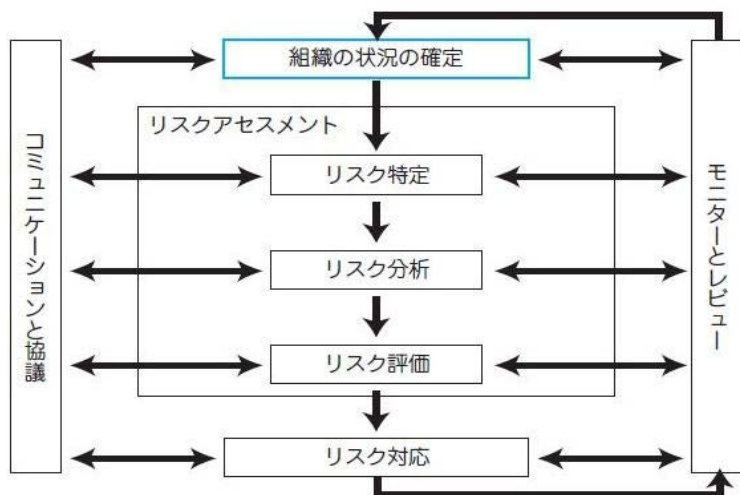 組織の状況の確定
リスクアセスメント
リスク特定
リスク分析
リスク評価
リスク対応
コミュニケーションと協議
モニターとレビュー